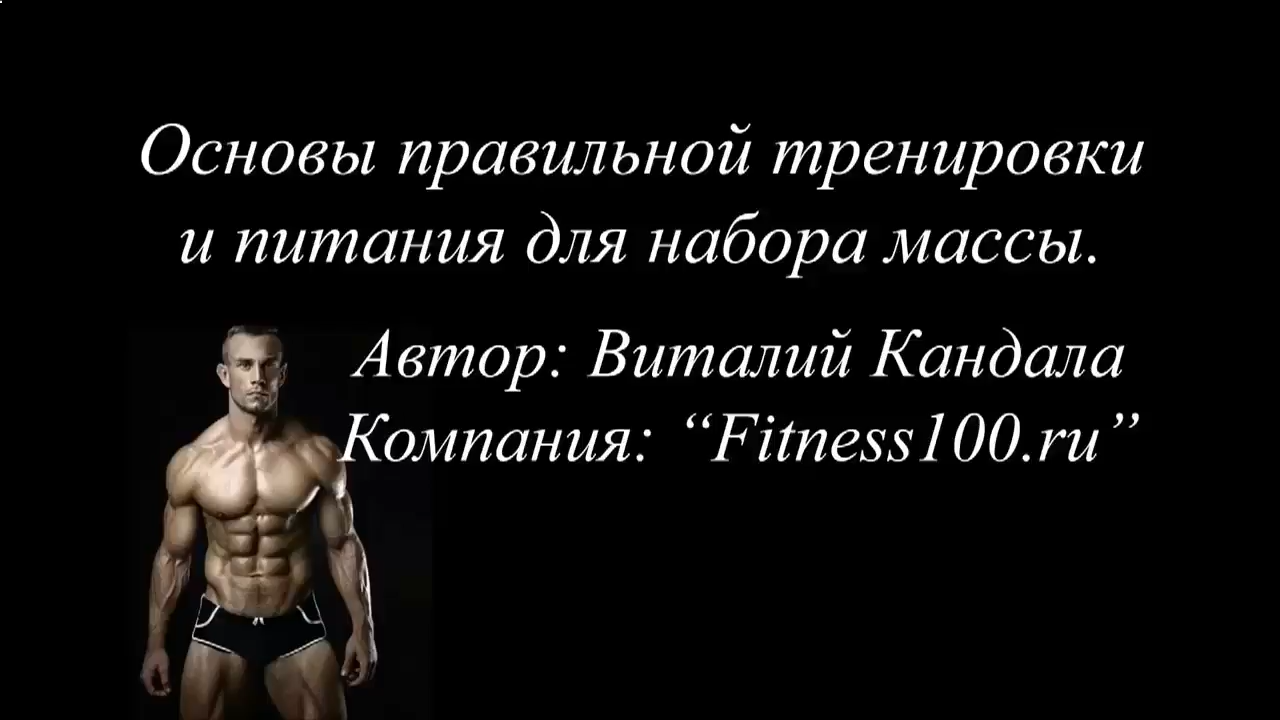 Основы правильной тренировки
и питания для набора массы.
Автор: Виталий Кандала
Компания: “Fitness100.ru”